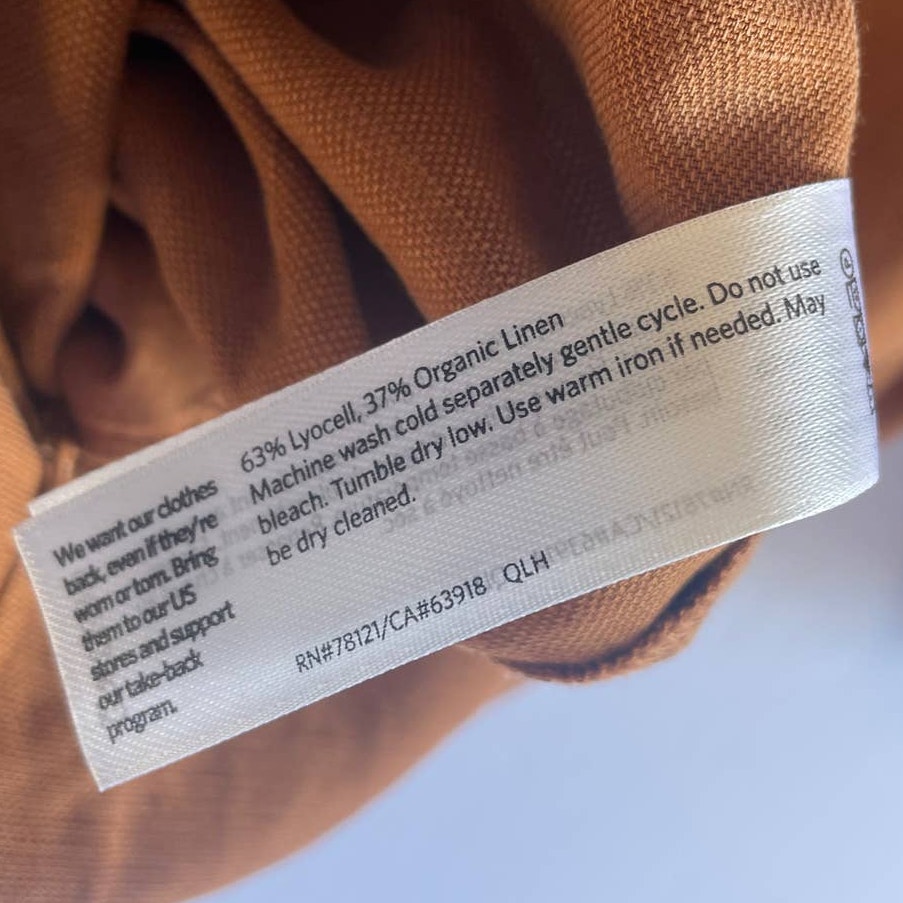 63% Lyocell, 37% Organic Linen
Machine wash cold separately gentle cycle. Do not use
bleach. Tumble dry low. Use warm iron if needed. May
be dry cleaned.
RN#78121/CA#63918 QLH
We want our clothes
back, even if they're
worn or torn. Bring
them to our US
stores and support
our take-back
program.